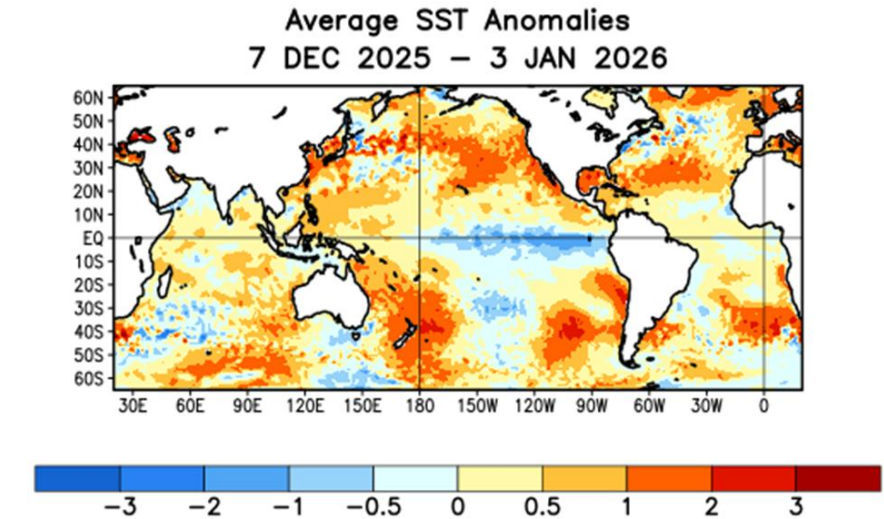 Average SST Anomalies
7 DEC 2025 – 3 JAN 2026
60N
50N
40N
30N
20N
10N
EQ
10S
20S
30S
40S
50S
60S
30E 60E 90E 120E 150E 180 150W 120W 90W 60W 30W 0
−3 −2 −1 −0.5 0 0.5 1 2 3